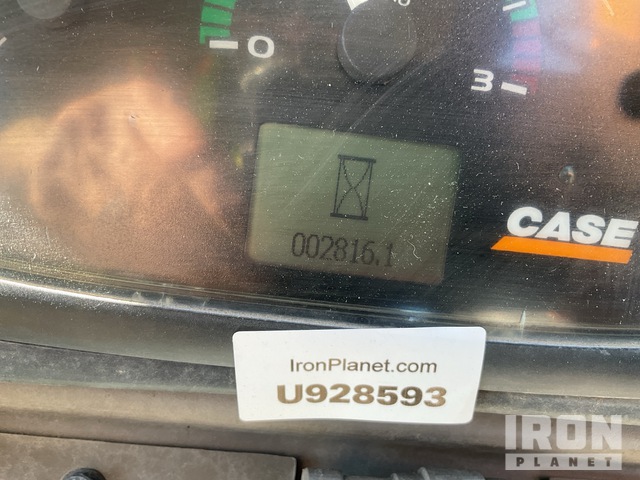 0
3
002816.1
CASE
IronPlanet.com
U928593
IRON
PLANET